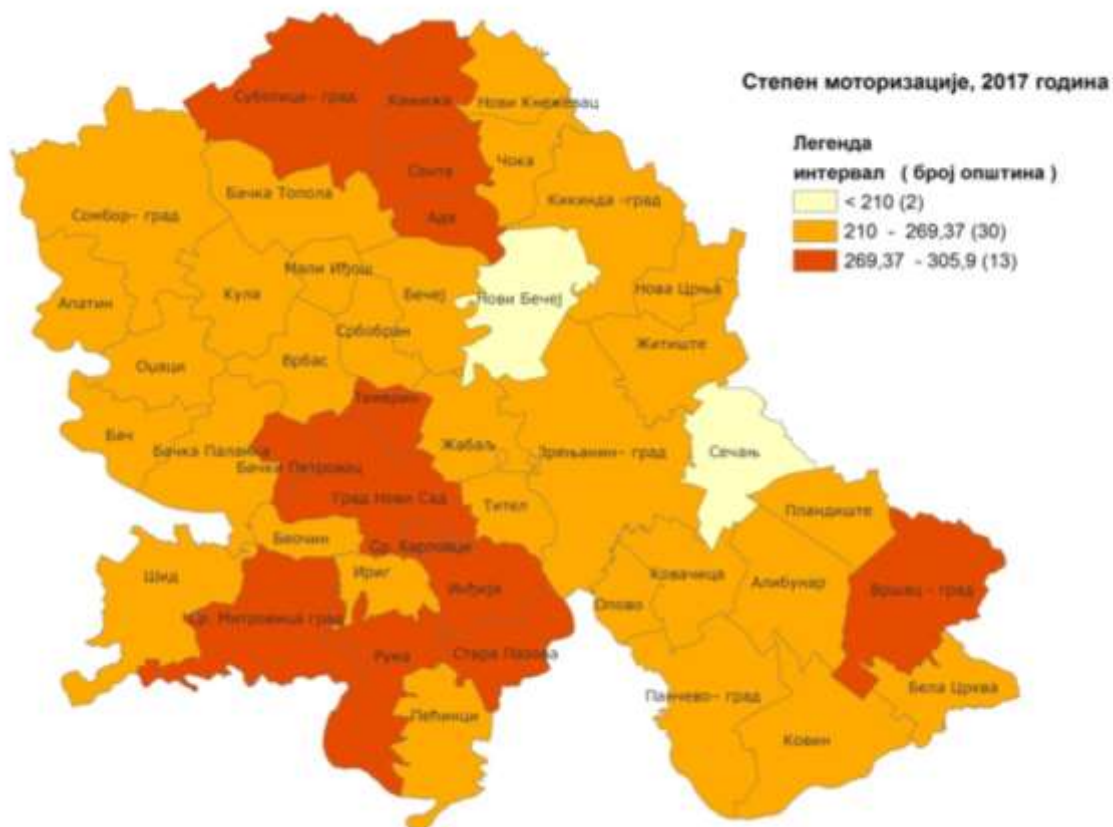 Степен моторизације, 2017 година
Легенда
интервал ( број општина )
< 210 (2)
210 - 269,37 (30)
269,37 - 305,9 (13)
Суботица- град
Кањижа
Нови Кнежевац
Сента
Чока
Бачка Топола
Кикинда -град
Сомбор- град
Ада
Мали Иђош
Бечеј
Нови Бечеј
Нова Црња
Апатин
Кула
Србобран
Житиште
Оџаци
Врбас
Темерин
Бач
Бачка Паланка
Жабаљ
Зрењанин- град
Сечањ
Бачки Петровац
Град Нови Сад
Тител
Пландиште
Беочин
Ср. Карловци
Шид
Ириг
Инђија
Ковачица
Алибунар
Вршац - град
Опово
Ср. Митровица град
Рума
Стара Пазова
Панчево- град
Бела Црква
Пећинци
Ковин